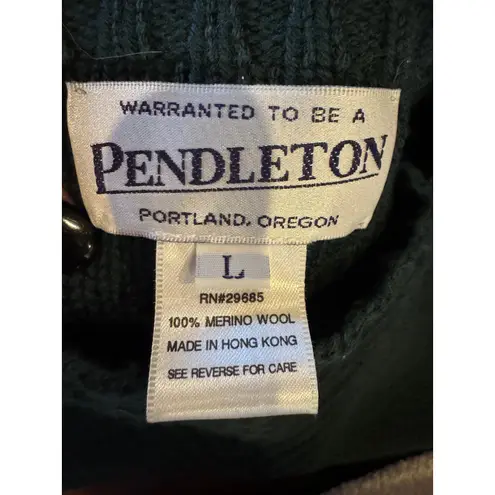 WARRANTED TO BE A
PENDLETON
PORTLAND, OREGON
L
RN#29685
100% MERINO WOOL
MADE IN HONG KONG
SEE REVERSE FOR CARE